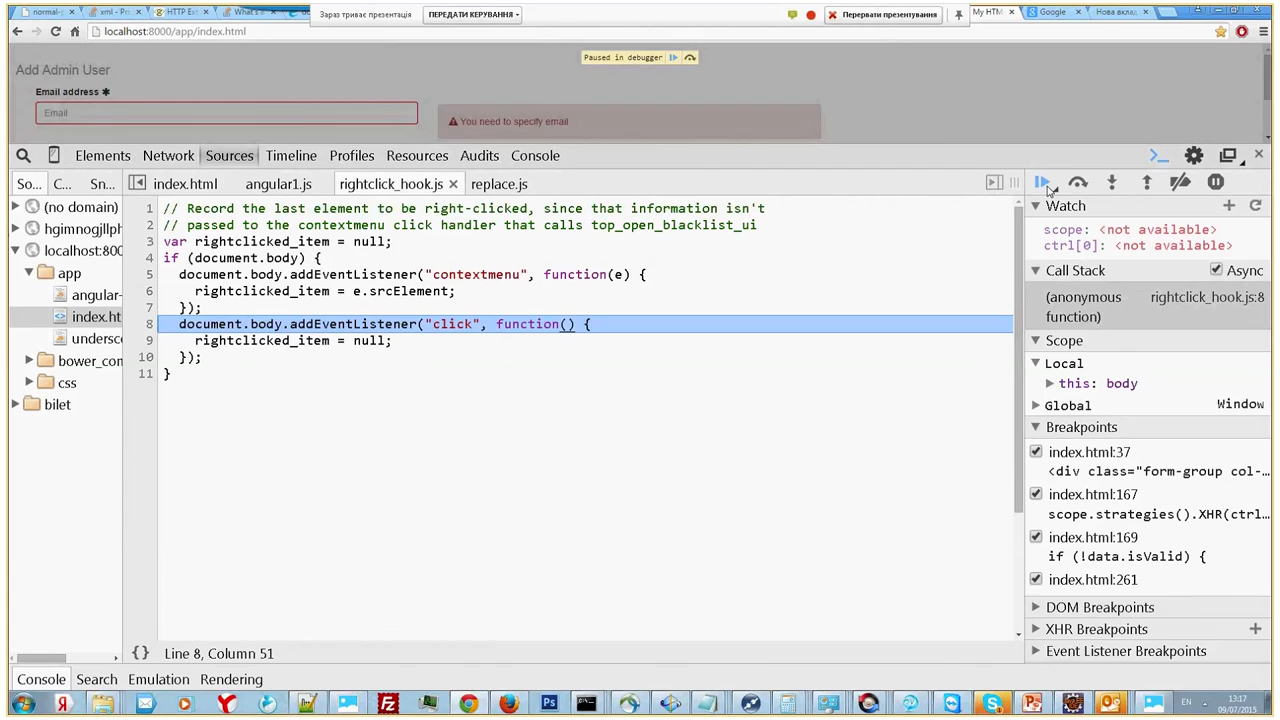 normal-
xml - Pr
HTTP Ext
What's
Зараз триває презентація
ПЕРЕДАТИ КЕРУВАННЯ
Перервати презентування
My HTM
Google
Нова вклад
localhost:8000/app/index.html
Paused in debugger
Add Admin User
Email address ✱
Email
You need to specify email
Elements Network Sources Timeline Profiles Resources Audits Console
So... C... Sn...
index.html angular1.js rightclick_hook.js replace.js
(no domain)
hgimnogjllph
localhost:800
app
angular-
index.ht
undersc
bower_com
css
bilet
1 // Record the last element to be right-clicked, since that information isn't
2 // passed to the contextmenu click handler that calls top_open_blacklist_ui
3 var rightclicked_item = null;
4 if (document.body) {
5 document.body.addEventListener("contextmenu", function(e) {
6 rightclicked_item = e.srcElement;
7 });
8 document.body.addEventListener("click", function() {
9 rightclicked_item = null;
10 });
11 }
Watch
scope: <not available>
ctrl[0]: <not available>
Call Stack Async
(anonymous function) rightclick_hook.js:8
Scope
Local
this: body
Global Window
Breakpoints
index.html:37
<div class="form-group col-...
index.html:167
scope.strategies().XHR(ctrl...
index.html:169
if (!data.isValid) {
index.html:261
DOM Breakpoints
XHR Breakpoints
Event Listener Breakpoints
{} Line 8, Column 51
Console Search Emulation Rendering
EN
13:17
09/07/2015